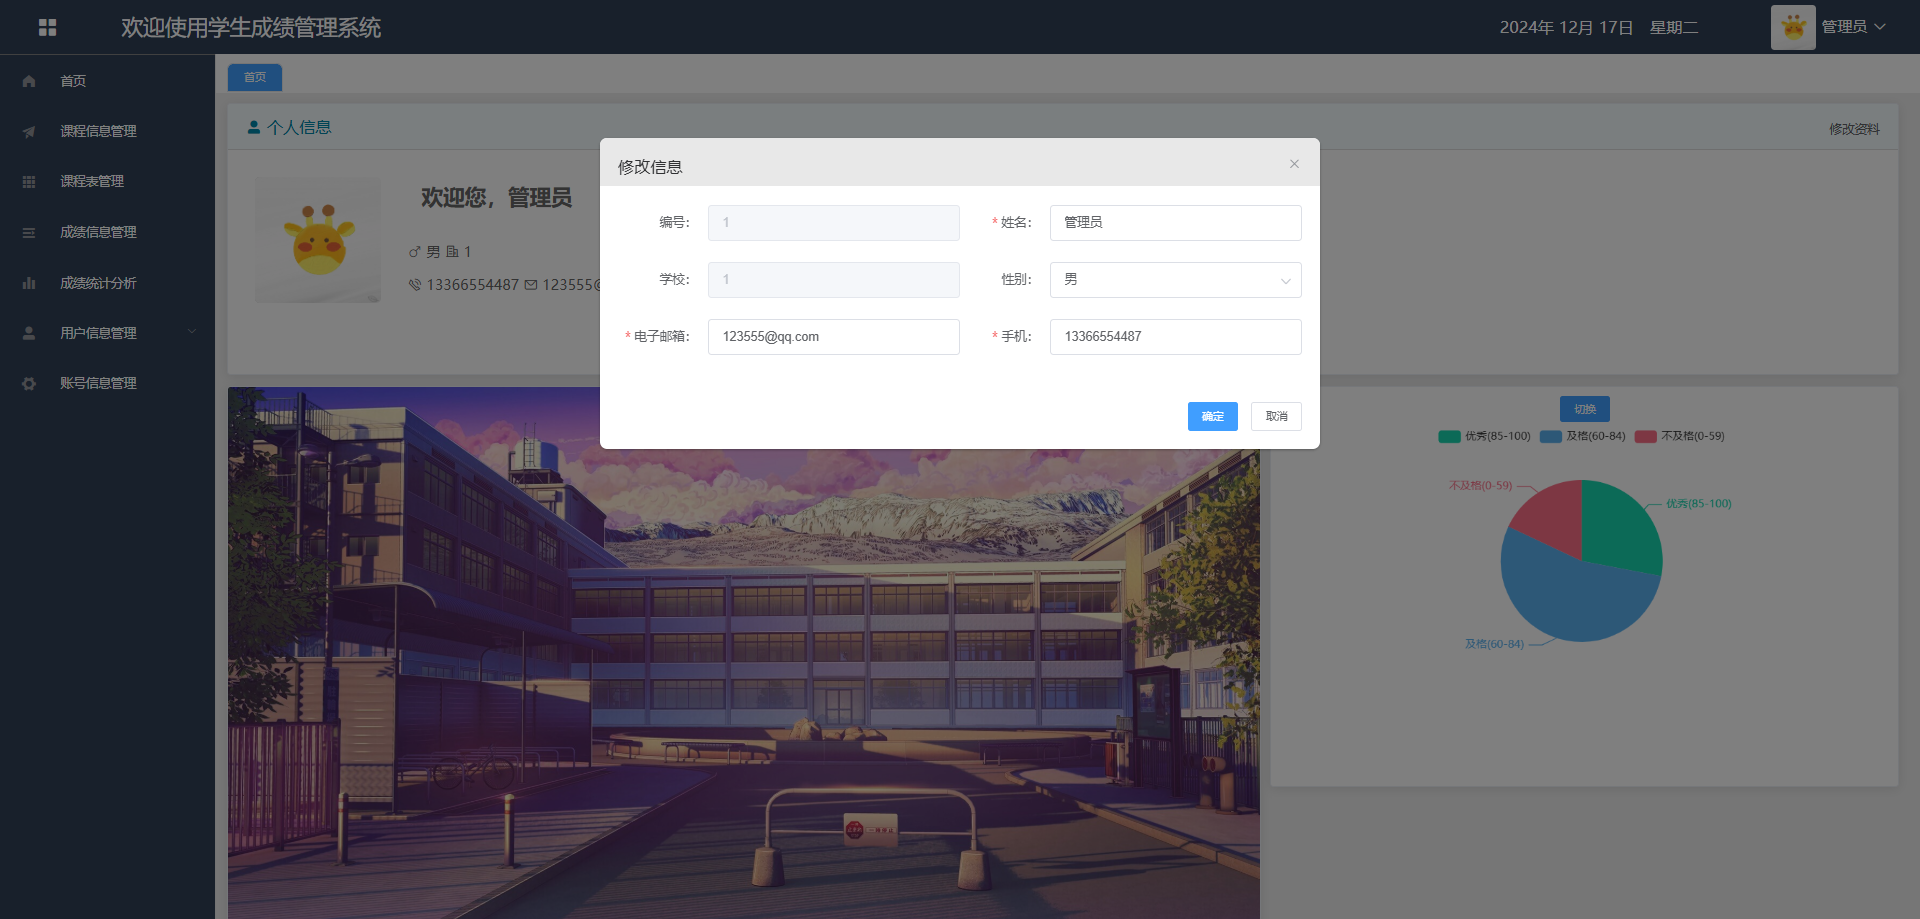 欢迎使用学生成绩管理系统
2024年 12月 17日 星期二
管理员
首页
课程信息管理
课程表管理
成绩信息管理
成绩统计分析
用户信息管理
账号信息管理
首页
个人信息
修改资料
欢迎您，管理员
男 1
13366554487 123555@
修改信息
编号： 1
* 姓名： 管理员
学校： 1
性别： 男
* 电子邮箱： 123555@qq.com
* 手机： 13366554487
确定
取消
切换
优秀(85-100) 及格(60-84) 不及格(0-59)
不及格(0-59)
优秀(85-100)
及格(60-84)